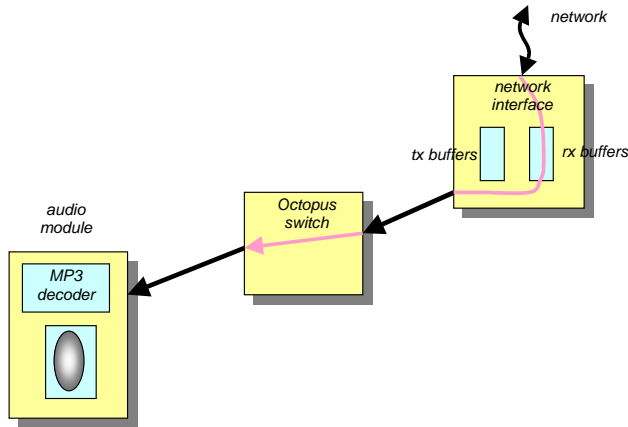 network
network
interface
tx buffers
rx buffers
Octopus
switch
audio
module
MP3
decoder